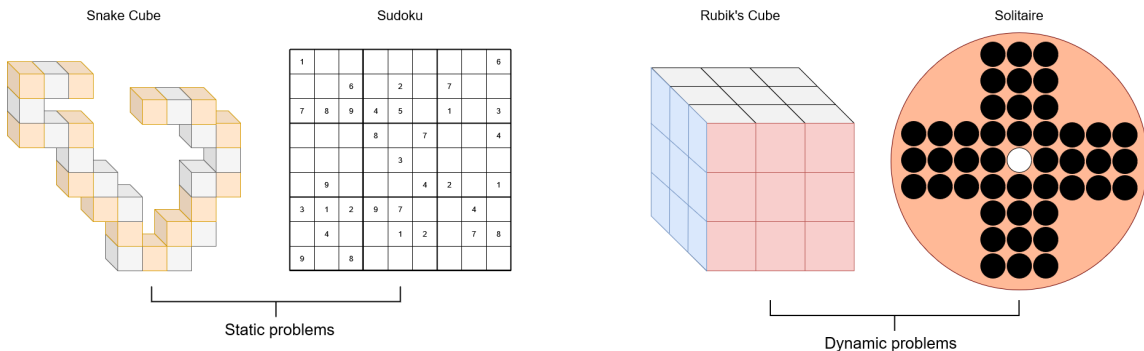 Snake Cube
Sudoku
Rubik's Cube
Solitaire
1 6
6 2 7
7 8 9 4 5 1 3
8 7 4
3
9 4 2 1
3 1 2 9 7 4
4 1 2 7 8
9 8
Static problems
Dynamic problems